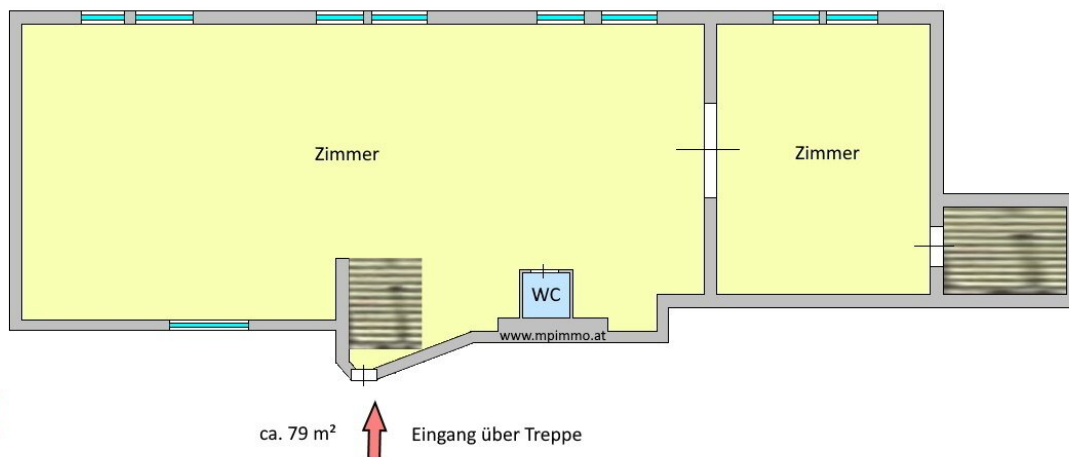 Zimmer
Zimmer
WC
www.mpimmo.at
ca. 79 m²
Eingang über Treppe